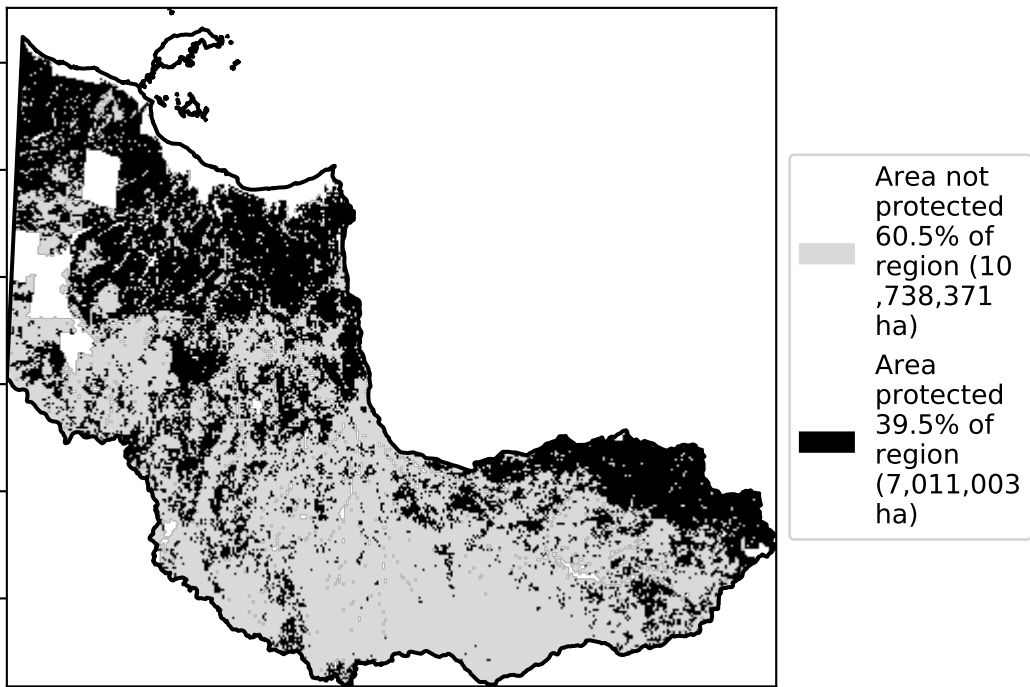 Area not
protected
60.5% of
region (10
,738,371
ha)
Area
protected
39.5% of
region
(7,011,003
ha)